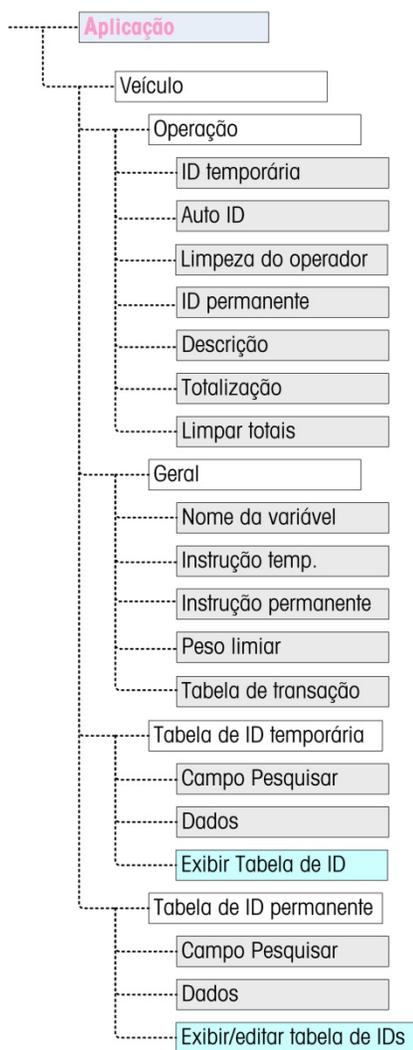 Aplicação
Veículo
Operação
ID temporária
Auto ID
Limpeza do operador
ID permanente
Descrição
Totalização
Limpar totais
Geral
Nome da variável
Instrução temp.
Instrução permanente
Peso limiar
Tabela de transação
Tabela de ID temporária
Campo Pesquisar
Dados
Exibir Tabela de ID
Tabela de ID permanente
Campo Pesquisar
Dados
Exibir/editar tabela de IDs